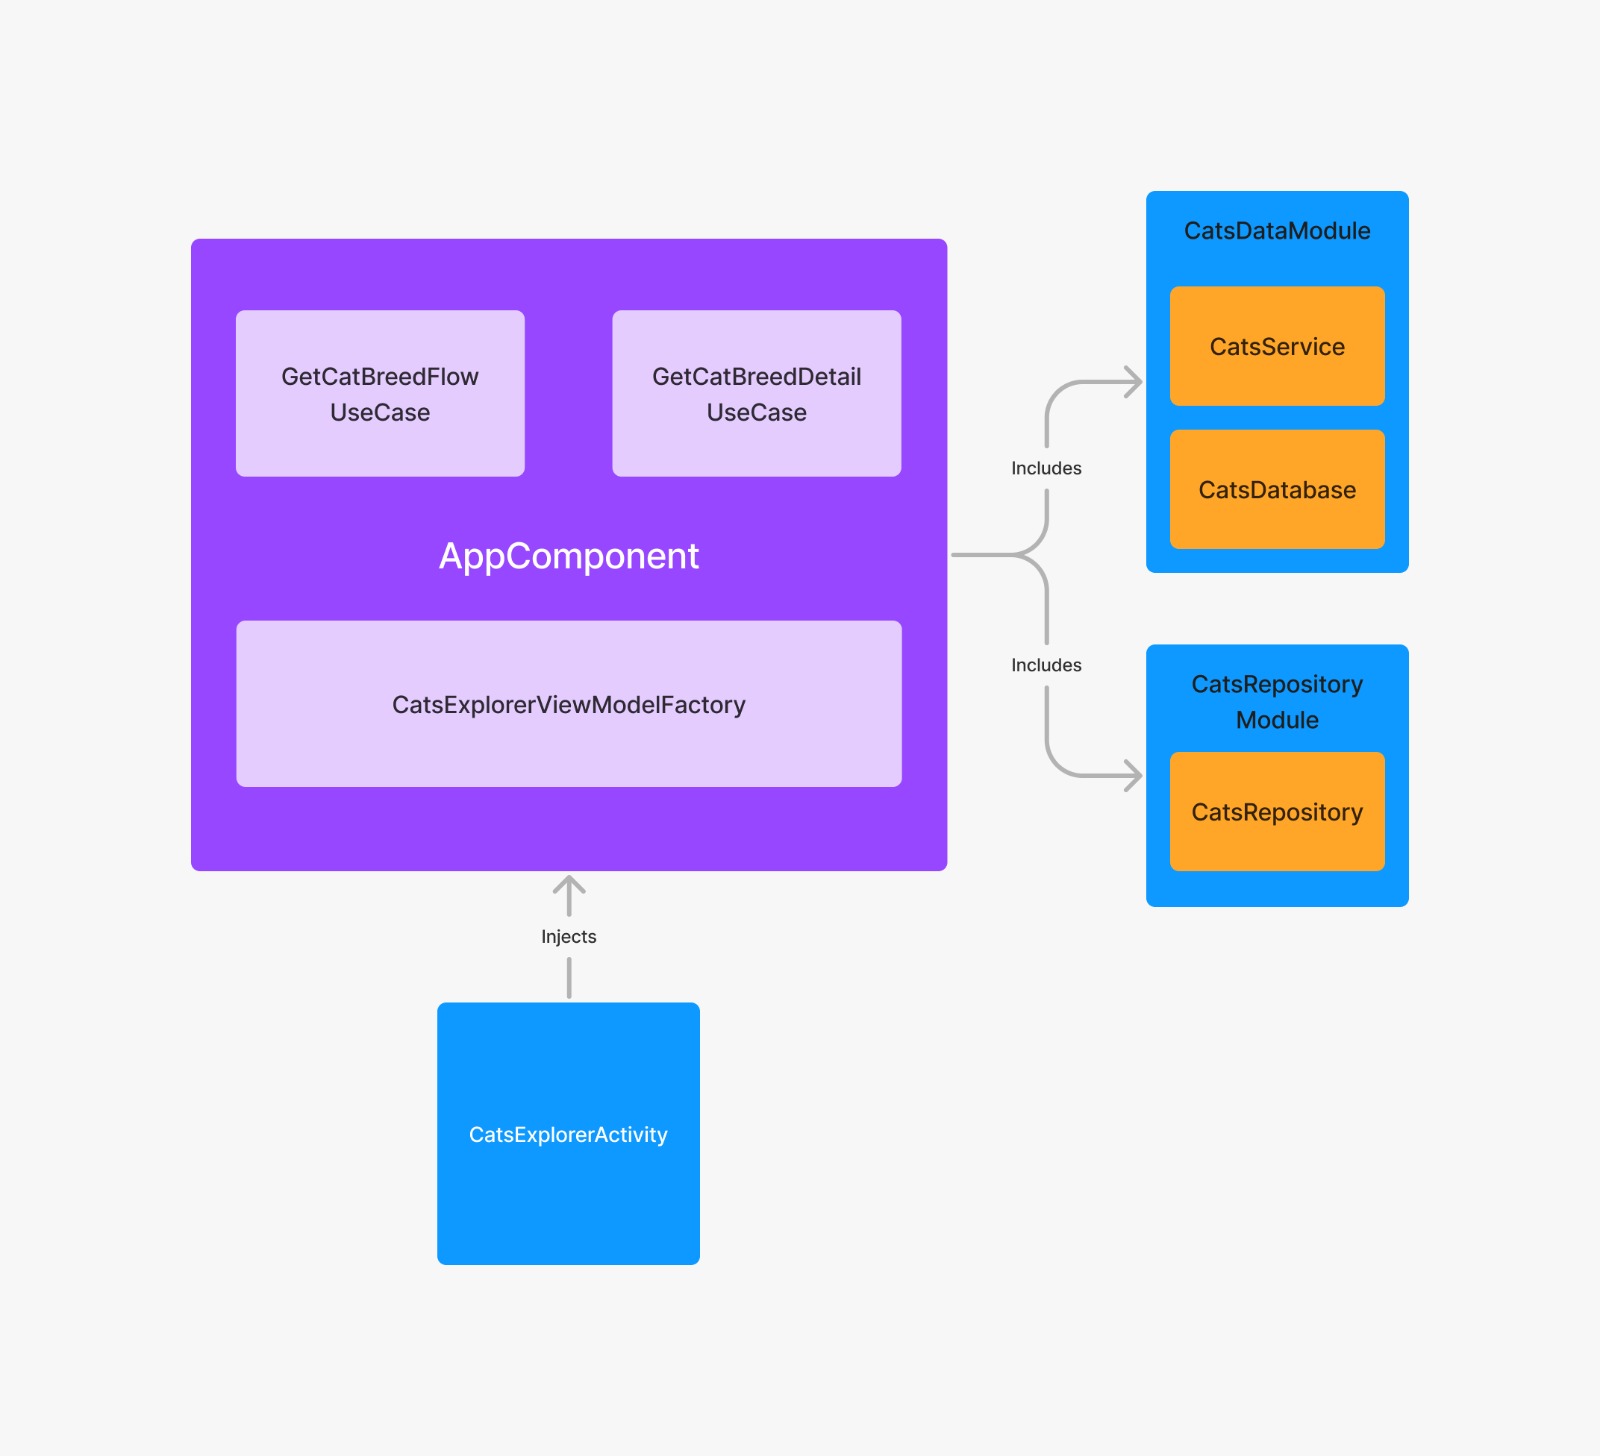 GetCatBreedFlow
UseCase
GetCatBreedDetail
UseCase
AppComponent
CatsExplorerViewModelFactory
Includes
Includes
CatsDataModule
CatsService
CatsDatabase
CatsRepository
Module
CatsRepository
Injects
CatsExplorerActivity